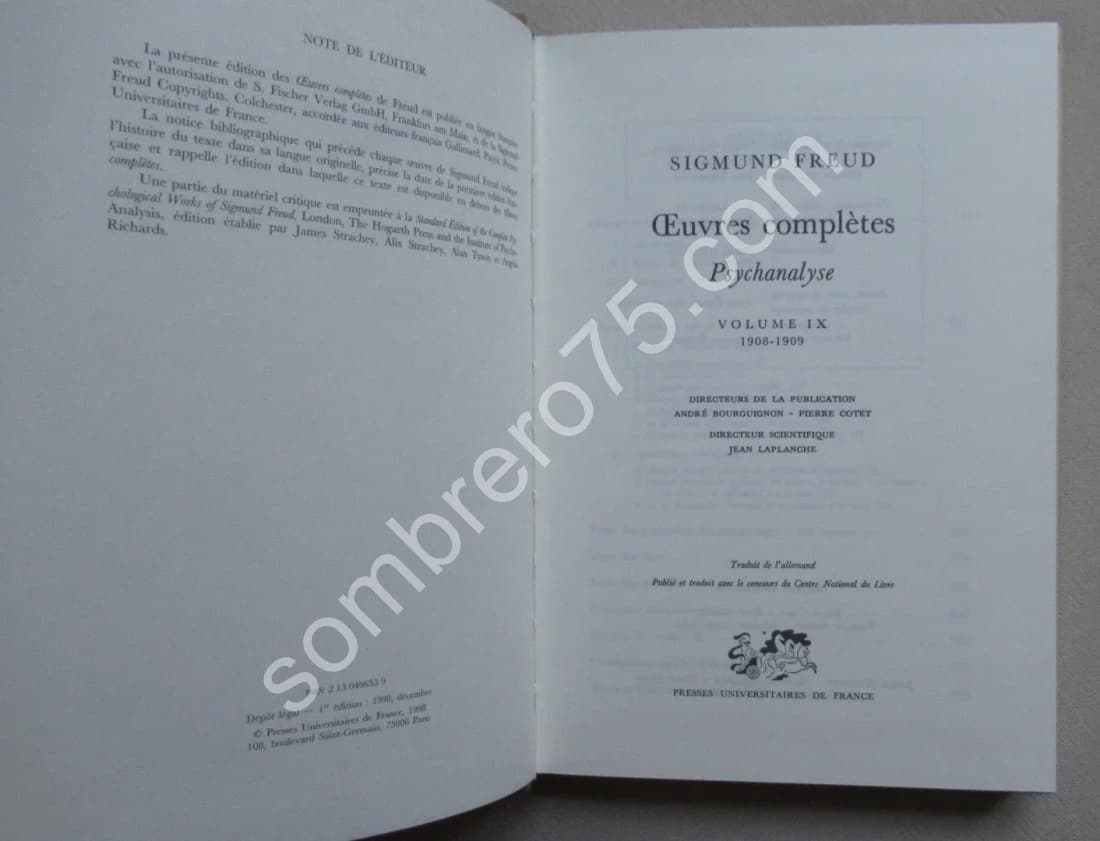 NOTE DE L'ÉDITEUR
La présente édition des Œuvres complètes de Freud est publiée en langue française
avec l'autorisation de S. Fischer Verlag GmbH, Frankfurt am Main, et de la Sigmund
Freud Copyrights, Colchester, accordée aux éditeurs français Gallimard, Payot, Presses
Universitaires de France.
La notice bibliographique qui précède chaque œuvre de Sigmund Freud
l'histoire du texte dans sa langue originelle, précise la date de la première édition fran-
çaise et rappelle l'édition dans laquelle ce texte est disponible en dehors des Œuvres
complètes.
Une partie du matériel critique est empruntée à la Standard Edition of the Complete Psy-
chological Works of Sigmund Freud, London, The Hogarth Press and the Institute of Psycho-
Analysis, édition établie par James Strachey, Alix Strachey, Alan Tyson et Angela
Richards.
2 13 049653 9
Dépôt légal — 1re édition : 1998, décembre
© Presses Universitaires de France, 1998
108, boulevard Saint-Germain, 75006 Paris
SIGMUND FREUD
Œuvres complètes
Psychanalyse
VOLUME IX
1908-1909
DIRECTEURS DE LA PUBLICATION
ANDRÉ BOURGUIGNON - PIERRE COTET
DIRECTEUR SCIENTIFIQUE
JEAN LAPLANCHE
Traduit de l'allemand
Publié et traduit avec le concours du Centre National du Livre
PRESSES UNIVERSITAIRES DE FRANCE
sombrero75.com